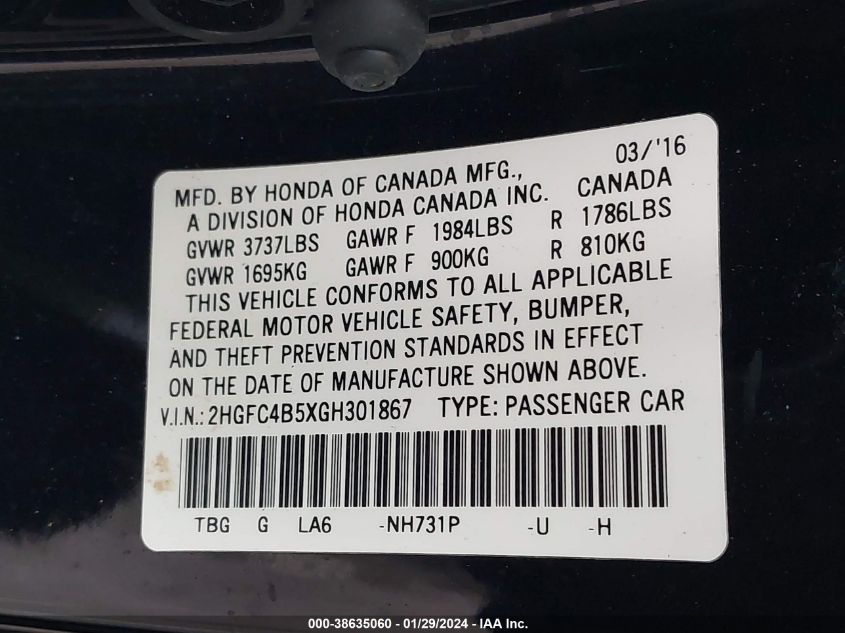 03/'16
MFD. BY HONDA OF CANADA MFG.,
A DIVISION OF HONDA CANADA INC. CANADA
GVWR 3737LBS GAWR F 1984LBS R 1786LBS
GVWR 1695KG GAWR F 900KG R 810KG
THIS VEHICLE CONFORMS TO ALL APPLICABLE
FEDERAL MOTOR VEHICLE SAFETY, BUMPER,
AND THEFT PREVENTION STANDARDS IN EFFECT
ON THE DATE OF MANUFACTURE SHOWN ABOVE.
V.I.N.: 2HGFC4B5XGH301867 TYPE: PASSENGER CAR
TBG G LA6 -NH731P -U -H
000-38635060 - 01/29/2024 - IAA Inc.